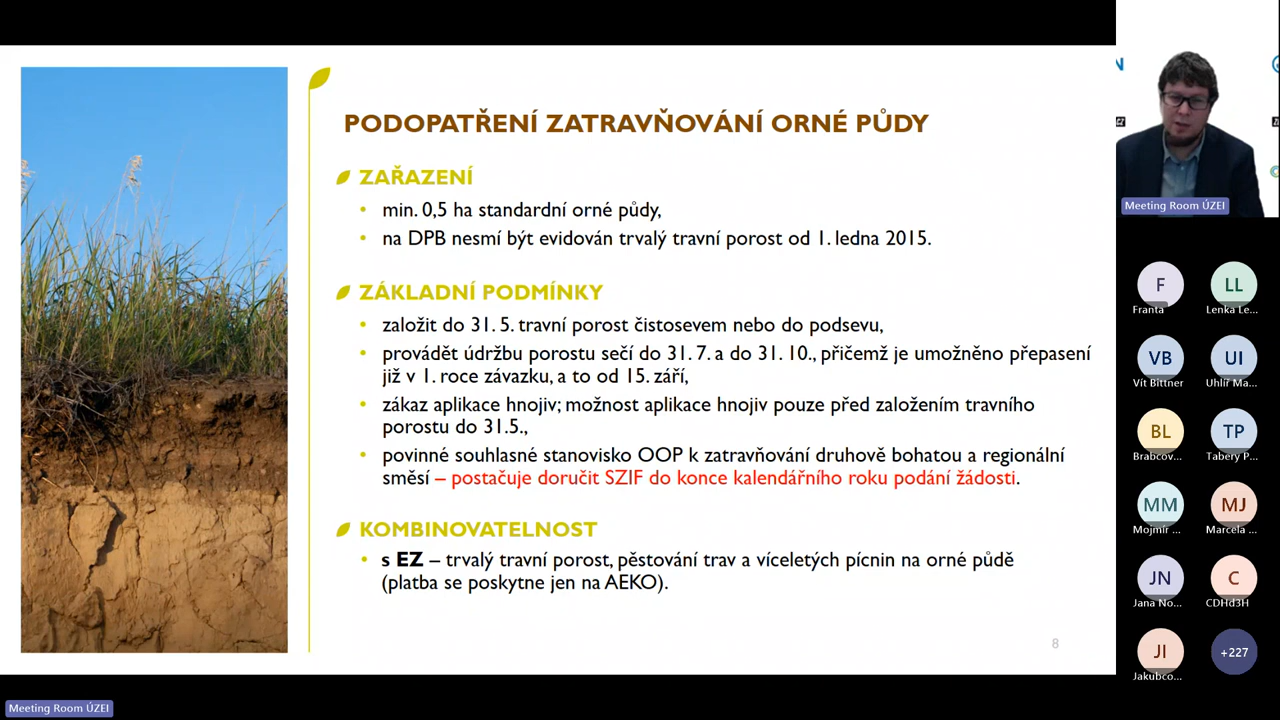 PODOPATŘENÍ ZATRAVŇOVÁNÍ ORNÉ PŮDY
ZAŘAZENÍ
• min. 0,5 ha standardní orné půdy,
• na DPB nesmí být evidován trvalý travní porost od 1. ledna 2015.
ZÁKLADNÍ PODMÍNKY
• založit do 31. 5. travní porost čistosevem nebo do podsevu,
• provádět údržbu porostu sečí do 31. 7. a do 31. 10., přičemž je umožněno přepasení
již v 1. roce závazku, a to od 15. září,
• zákaz aplikace hnojiv; možnost aplikace hnojiv pouze před založením travního
porostu do 31.5.,
• povinné souhlasné stanovisko OOP k zatravňování druhově bohatou a regionální
směsí – postačuje doručit SZIF do konce kalendářního roku podání žádosti.
KOMBINOVATELNOST
• s EZ – trvalý travní porost, pěstování trav a víceletých pícnin na orné půdě
(platba se poskytne jen na AEKO).
8
Meeting Room ÚZEI
N
Meeting Room ÚZEI
F
LL
Franta
Lenka Le...
VB
UI
Vít Bittner
Uhlíř Ma...
BL
TP
Brabcov...
Tabery P...
MM
MJ
Mojmír ...
Marcela ...
JN
C
Jana No...
CDHd3H
JI
+227
Jakubco...